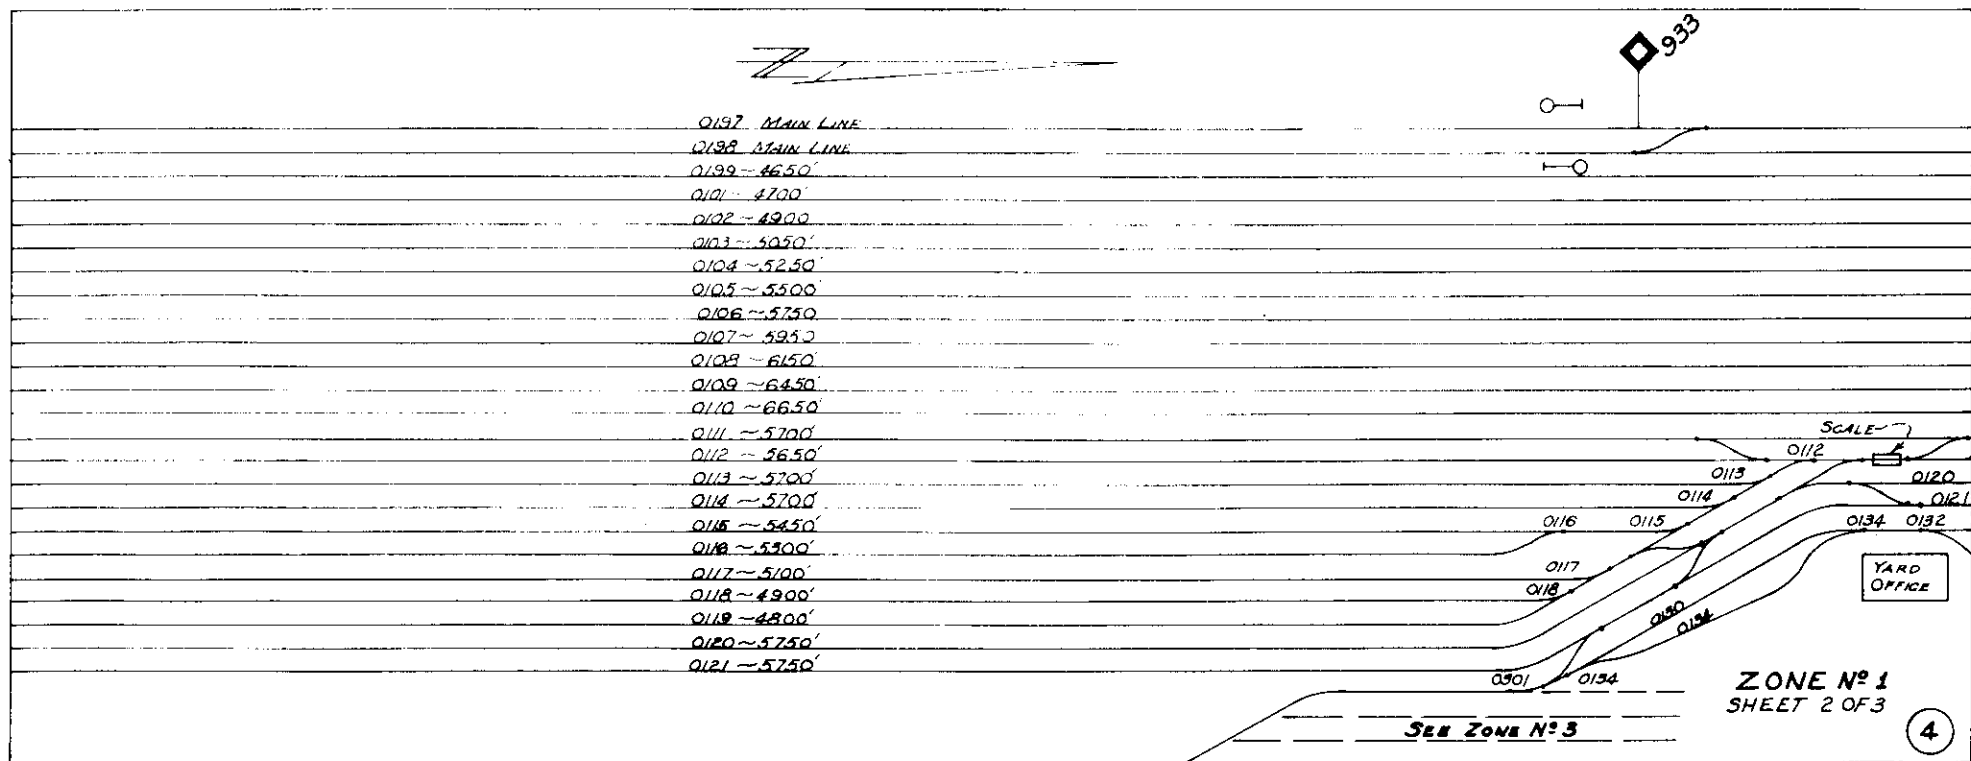 933
0197 MAIN LINE
0198 MAIN LINE
0199 ~ 4650'
0101 ~ 4700'
0102 ~ 4900
0103 ~ 5050'
0104 ~ 5250'
0105 ~ 5500'
0106 ~ 5750
0107 ~ 5950
0108 ~ 6150'
0109 ~ 6450'
0110 ~ 6650'
0111 ~ 5700'
0112 ~ 5650'
0113 ~ 5700'
0114 ~ 5700'
0115 ~ 5450'
0116 ~ 5300'
0117 ~ 5100'
0118 ~ 4900'
0119 ~ 4800'
0120 ~ 5750'
0121 ~ 5750'
SCALE
0112
0113
0120
0114
0121
0116
0115
0134
0132
0117
0118
YARD
OFFICE
0130
0134
0301
0134
ZONE Nº 1
SHEET 2 OF 3
SEE ZONE Nº 3
4